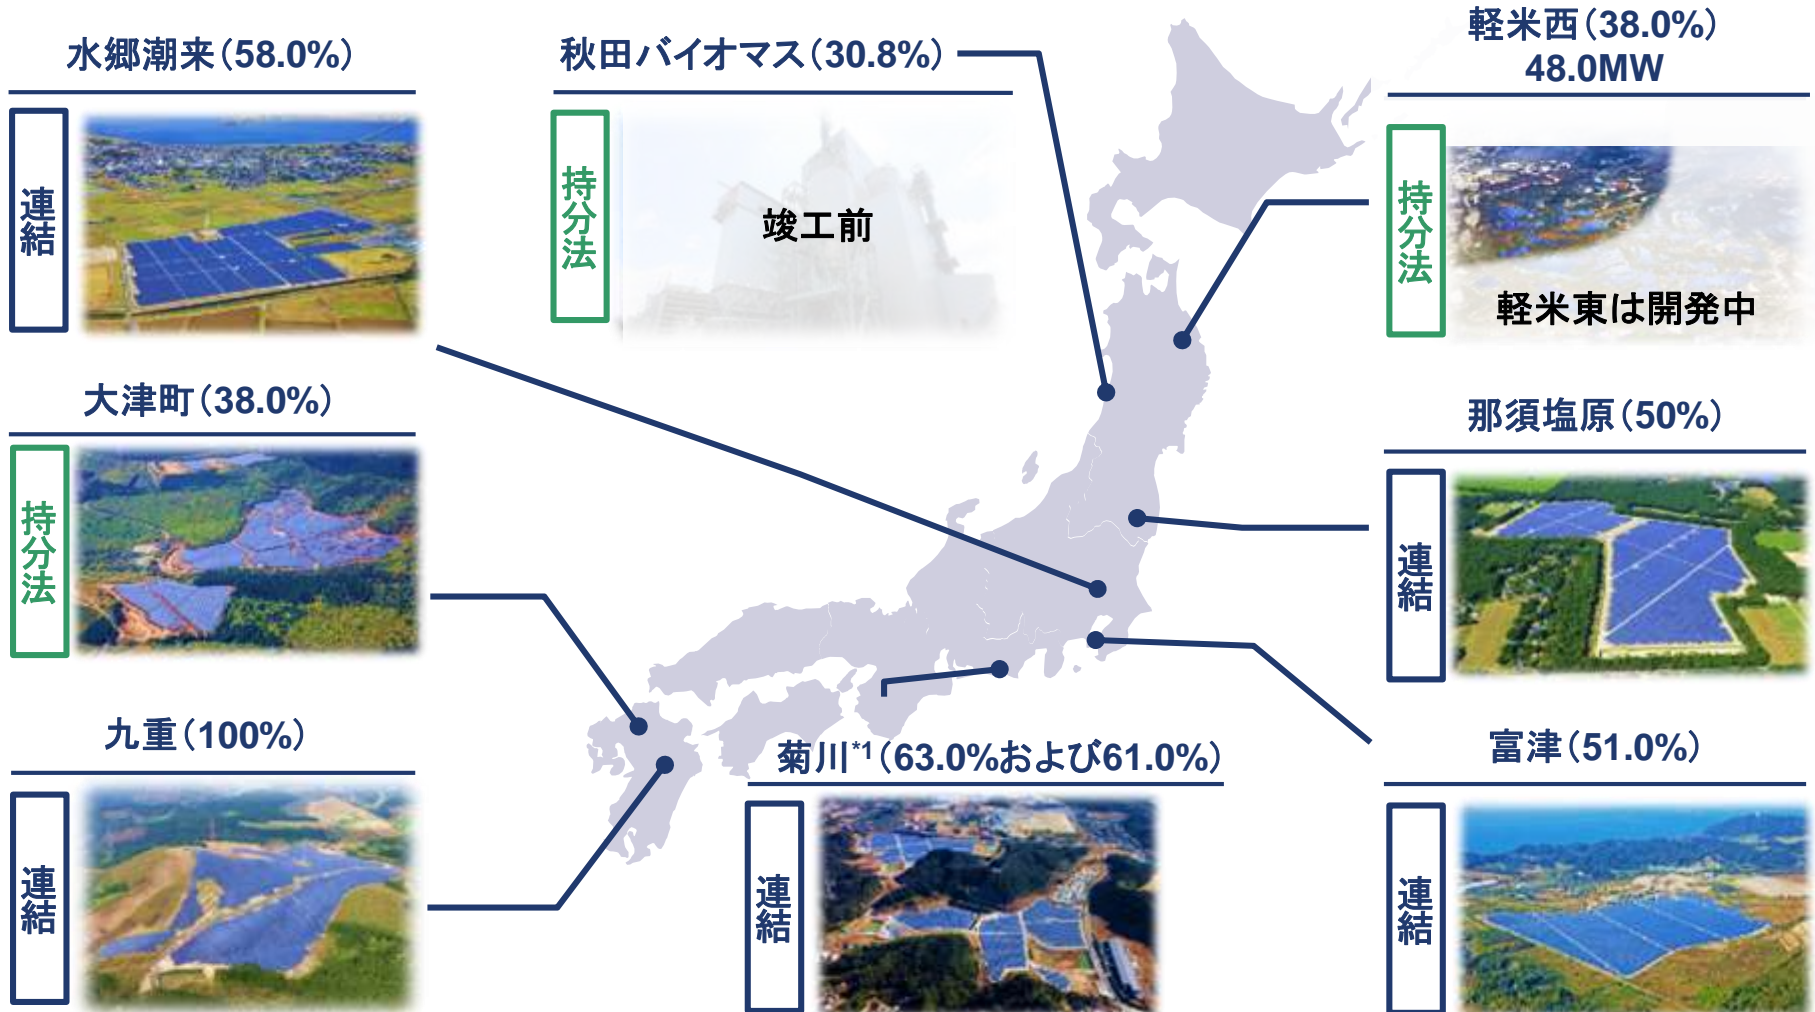 水郷潮来(58.0%)
連結
秋田バイオマス(30.8%)
持分法
竣工前
軽米西(38.0%)
48.0MW
持分法
軽米東は開発中
大津町(38.0%)
持分法
那須塩原(50%)
連結
九重(100%)
連結
菊川*1(63.0%および61.0%)
連結
富津(51.0%)
連結